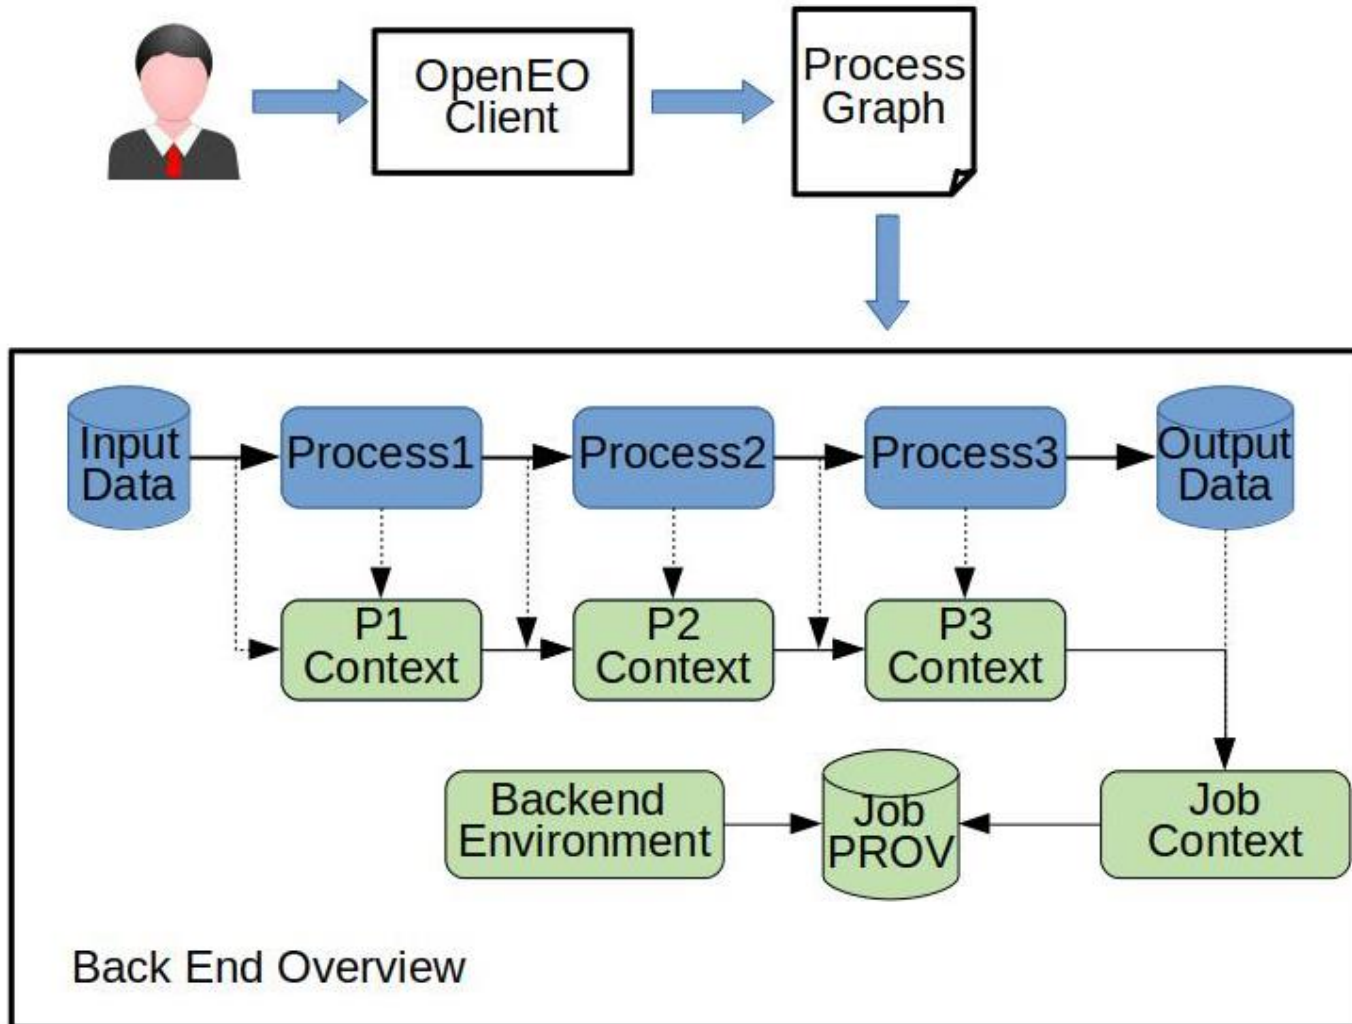 OpenEO
Client
Process
Graph
Input
Data
Process1
Process2
Process3
Output
Data
P1
Context
P2
Context
P3
Context
Backend
Environment
Job
PROV
Job
Context
Back End Overview